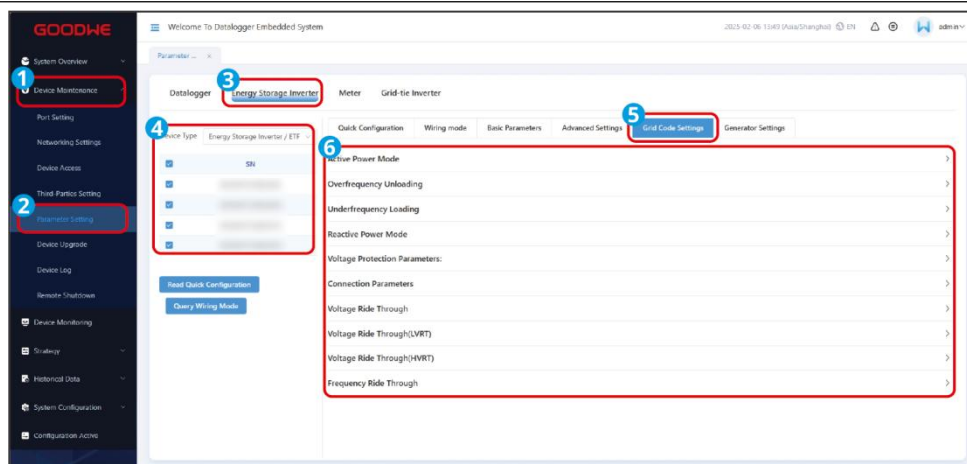 GOODWE
Welcome To Datalogger Embedded System
2025-02-06 13:49 (Asia/Shanghai) EN
admin
System Overview
Parameter ... ×
1
Device Maintenance
3
Datalogger Energy Storage Inverter Meter Grid-tie Inverter
Port Setting
4
Device Type Energy Storage Inverter / ETF
5
Quick Configuration Wiring mode Basic Parameters Advanced Settings Grid Code Settings Generator Settings
Networking Settings
6
SN
Active Power Mode
Device Access
Overfrequency Unloading
Third-Parties Setting
Underfrequency Loading
2
Parameter Setting
Reactive Power Mode
Device Upgrade
Voltage Protection Parameters:
Device Log
Read Quick Configuration
Connection Parameters
Remote Shutdown
Query Wiring Mode
Voltage Ride Through
Device Monitoring
Voltage Ride Through(LVRT)
Strategy
Voltage Ride Through(HVRT)
Historical Data
Frequency Ride Through
System Configuration
Configuration Active